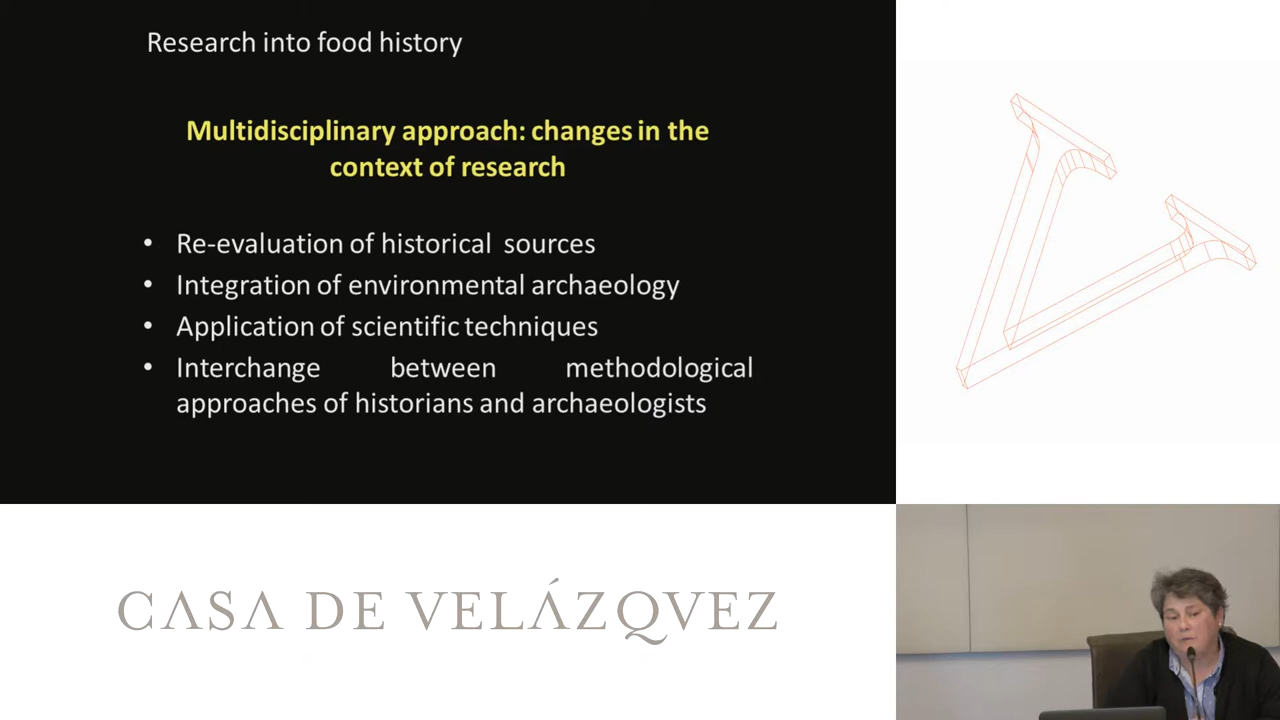 Research into food history
Multidisciplinary approach: changes in the
context of research
• Re-evaluation of historical sources
• Integration of environmental archaeology
• Application of scientific techniques
• Interchange between methodological
approaches of historians and archaeologists
CASA DE VELÁZQVEZ